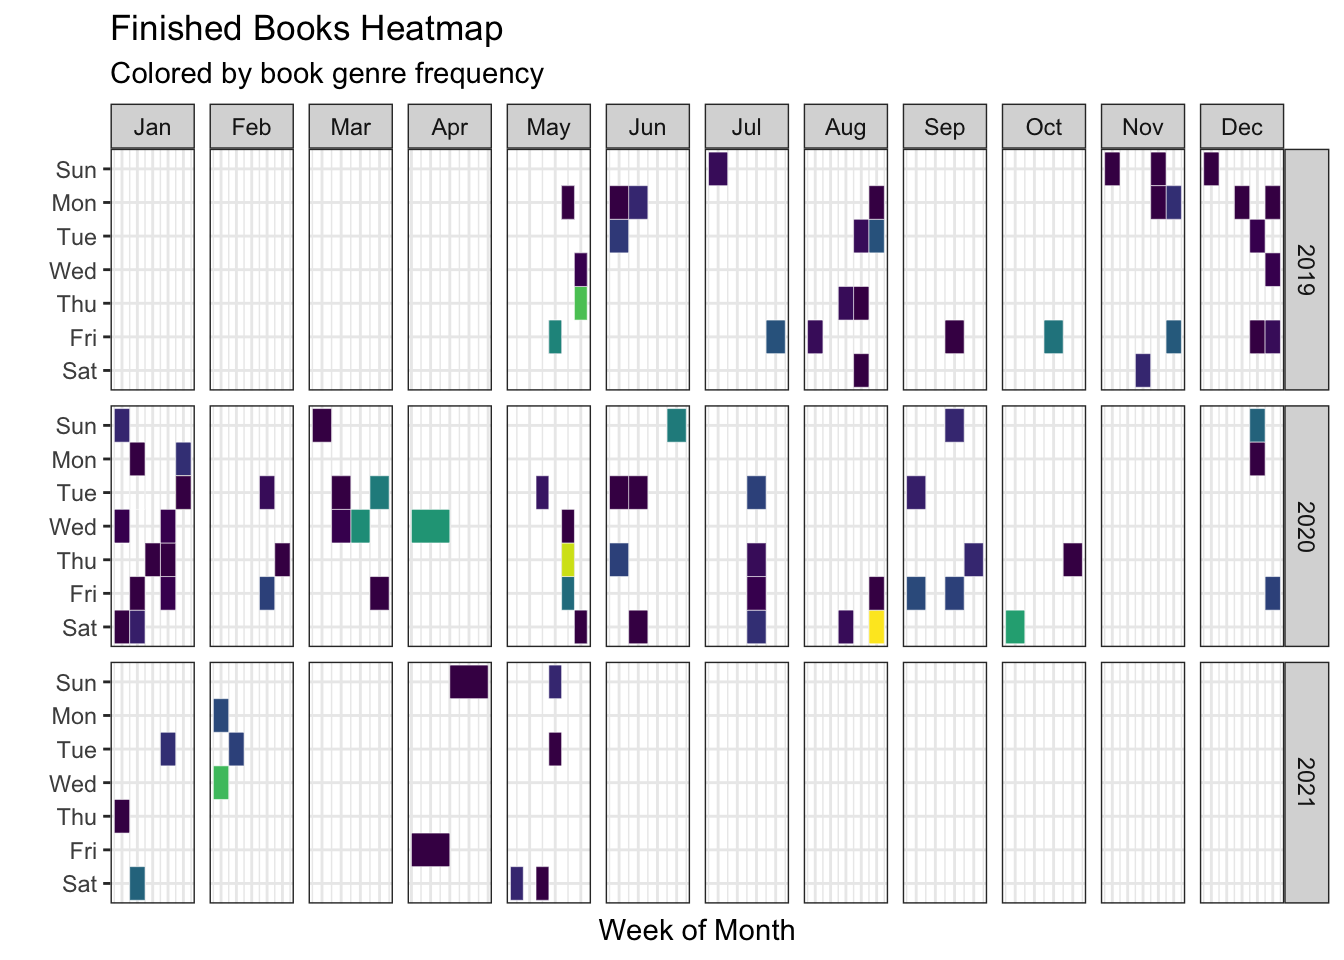 Finished Books Heatmap
Colored by book genre frequency
Jan Feb Mar Apr May Jun Jul Aug Sep Oct Nov Dec
Sun
Mon
Tue
Wed
Thu
Fri
Sat
2019
Sun
Mon
Tue
Wed
Thu
Fri
Sat
2020
Sun
Mon
Tue
Wed
Thu
Fri
Sat
2021
Week of Month